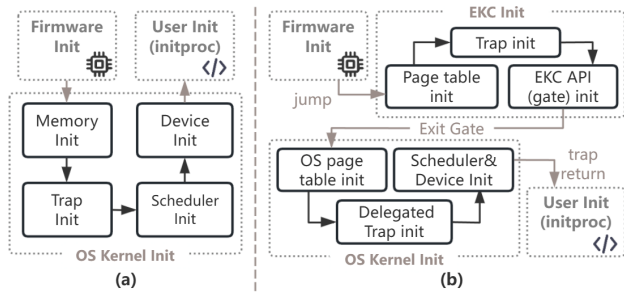 Firmware
Init
User Init
(initproc)
</>
Memory
Init
Device
Init
Trap
Init
Scheduler
Init
OS Kernel Init
(a)
EKC Init
Firmware
Init
Trap init
Page table
init
EKC API
(gate) init
jump
Exit Gate
OS page
table init
Scheduler&
Device Init
trap
return
Delegated
Trap init
User Init
(initproc)
</>
OS Kernel Init
(b)